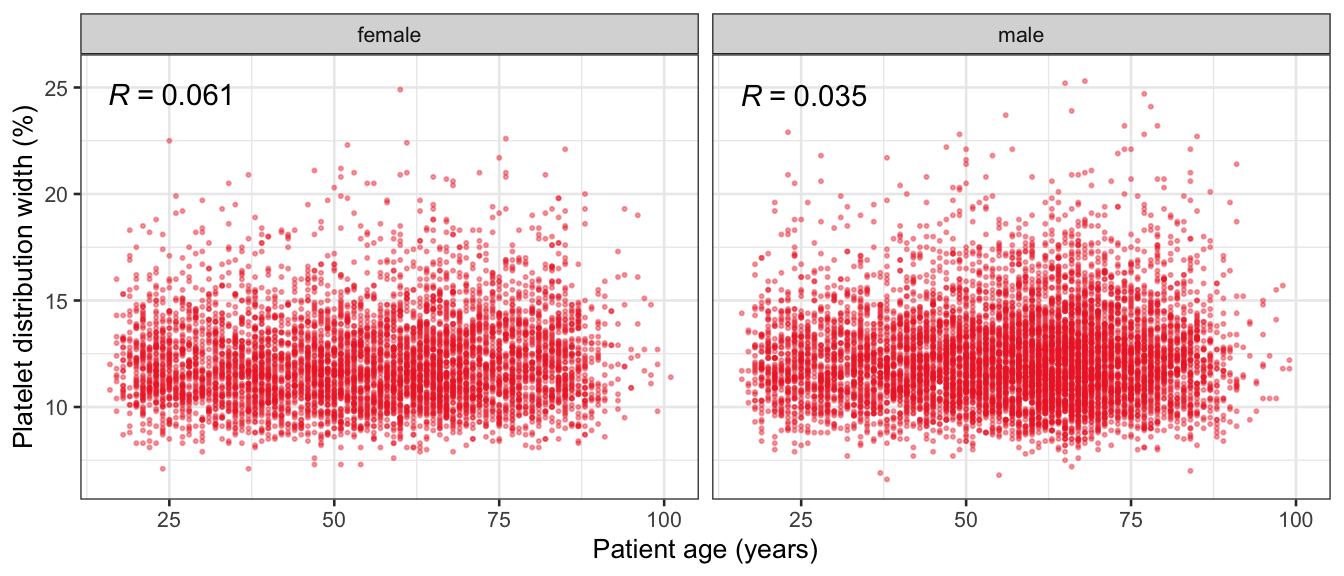 female
male
R = 0.061
R = 0.035
Platelet distribution width (%)
25
20
15
10
25
50
75
100
25
50
75
100
Patient age (years)